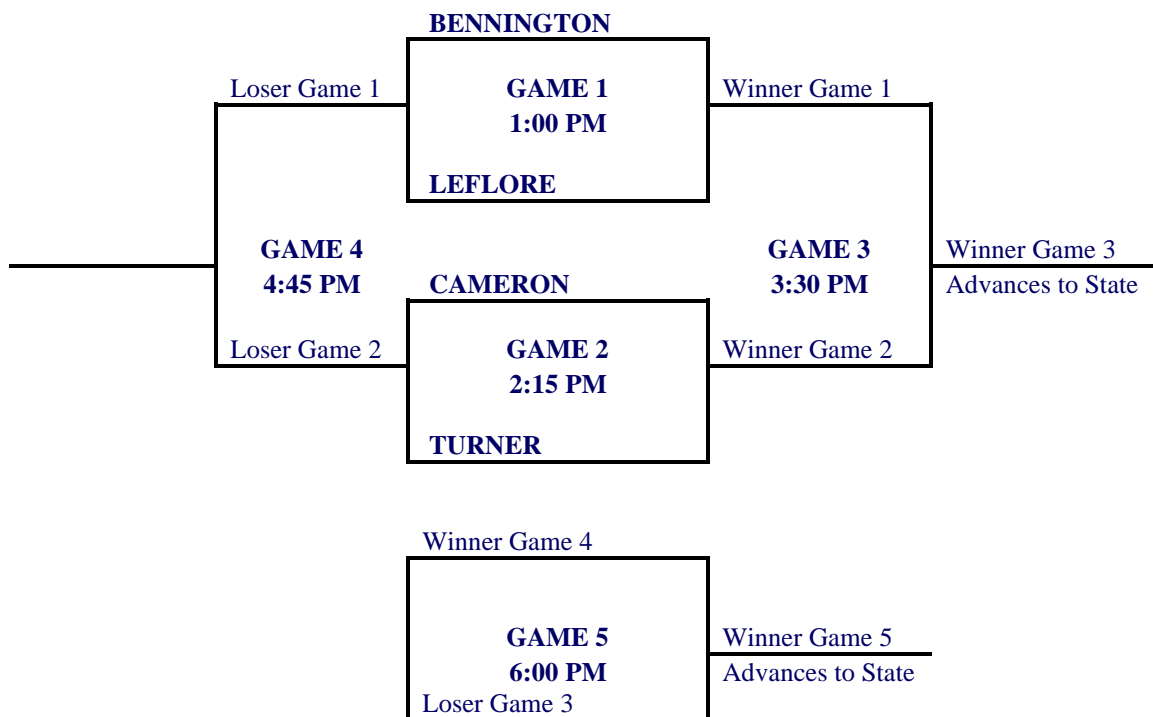 BENNINGTON
Loser Game 1
GAME 1
Winner Game 1
1:00 PM
LEFLORE
GAME 4
GAME 3
Winner Game 3
4:45 PM
CAMERON
3:30 PM
Advances to State
Loser Game 2
GAME 2
Winner Game 2
2:15 PM
TURNER
Winner Game 4
GAME 5
Winner Game 5
6:00 PM
Advances to State
Loser Game 3